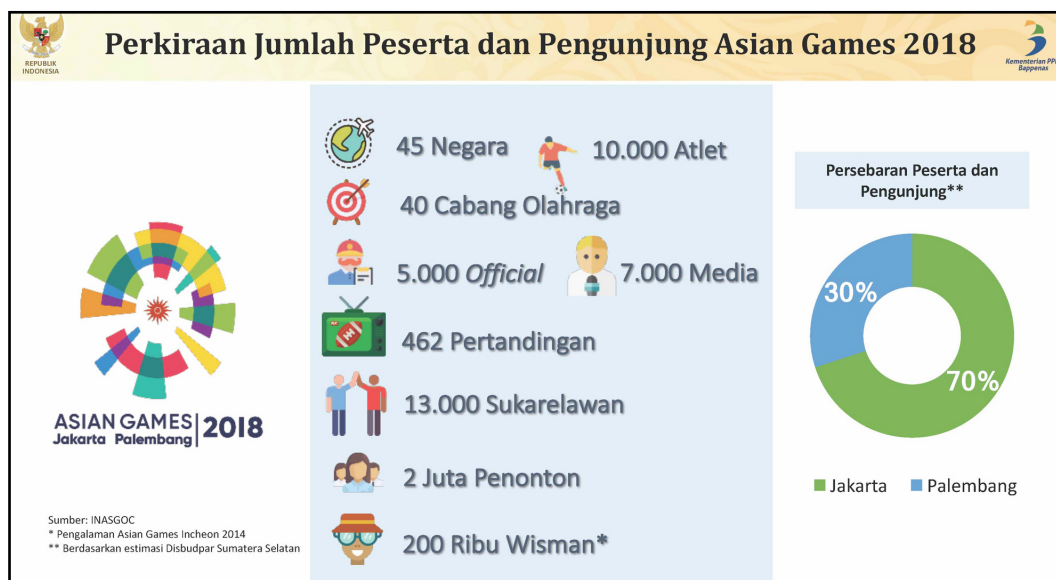 Perkiraan Jumlah Peserta dan Pengunjung Asian Games 2018
REPUBLIK
INDONESIA
Kementerian PPN
Bappenas
45 Negara
10.000 Atlet
40 Cabang Olahraga
5.000 Official
7.000 Media
462 Pertandingan
13.000 Sukarelawan
2 Juta Penonton
200 Ribu Wisman*
ASIAN GAMES
Jakarta Palembang
2018
Sumber: INASGOC
* Pengalaman Asian Games Incheon 2014
** Berdasarkan estimasi Disbudpar Sumatera Selatan
Persebaran Peserta dan
Pengunjung**
30%
70%
Jakarta
Palembang